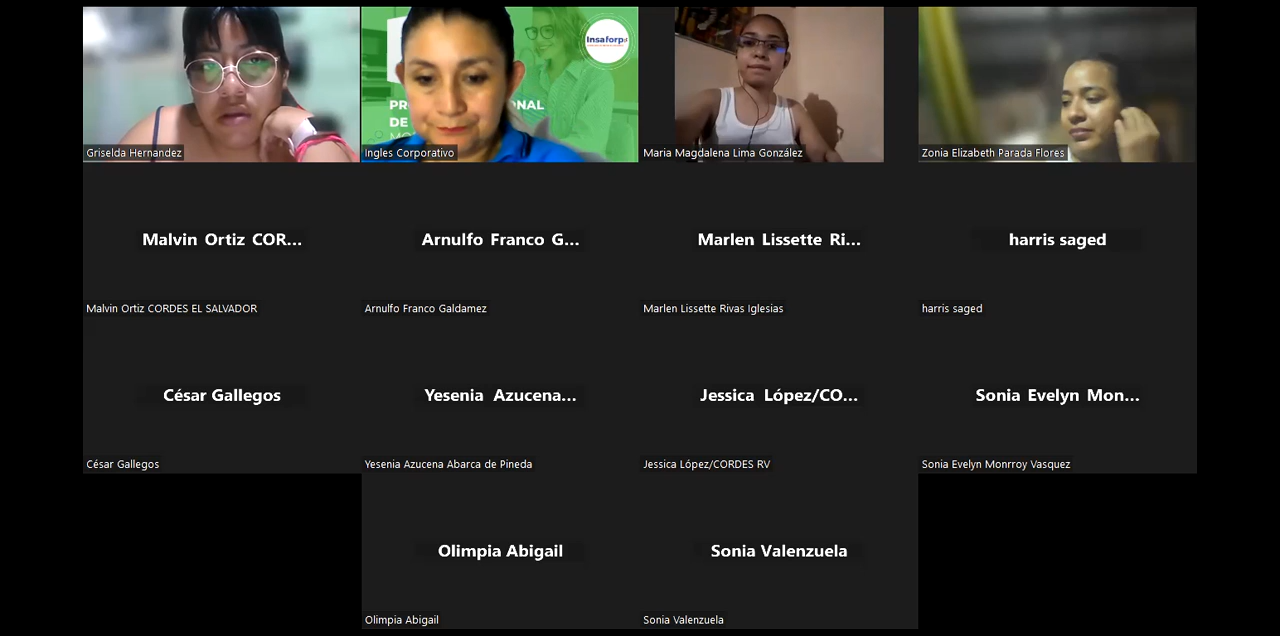 Insaforp
PRO
ONAL
DE
Griselda Hernandez
Ingles Corporativo
Maria Magdalena Lima González
Zonia Elizabeth Parada Flores
Malvin Ortiz COR...
Arnulfo Franco G...
Marlen Lissette Ri...
harris saged
Malvin Ortiz CORDES EL SALVADOR
Arnulfo Franco Galdamez
Marlen Lissette Rivas Iglesias
harris saged
César Gallegos
Yesenia Azucena...
Jessica López/CO...
Sonia Evelyn Mon...
César Gallegos
Yesenia Azucena Abarca de Pineda
Jessica López/CORDES RV
Sonia Evelyn Monrroy Vasquez
Olimpia Abigail
Sonia Valenzuela
Olimpia Abigail
Sonia Valenzuela